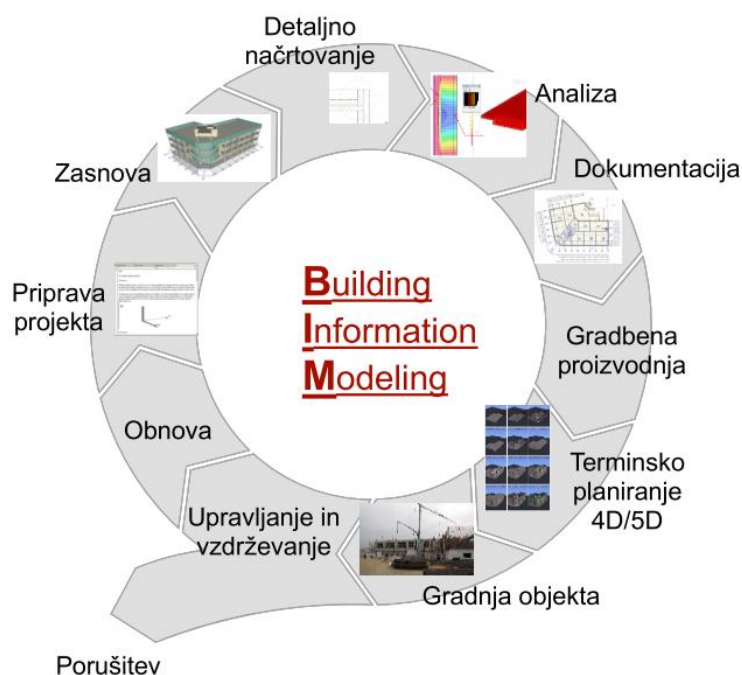 Detaljno
načrtovanje
Analiza
Dokumentacija
Gradbena
proizvodnja
Terminsko
planiranje
4D/5D
Gradnja objekta
Upravljanje in
vzdrževanje
Porušitev
Obnova
Priprava
projekta
Zasnova
Building
Information
Modeling